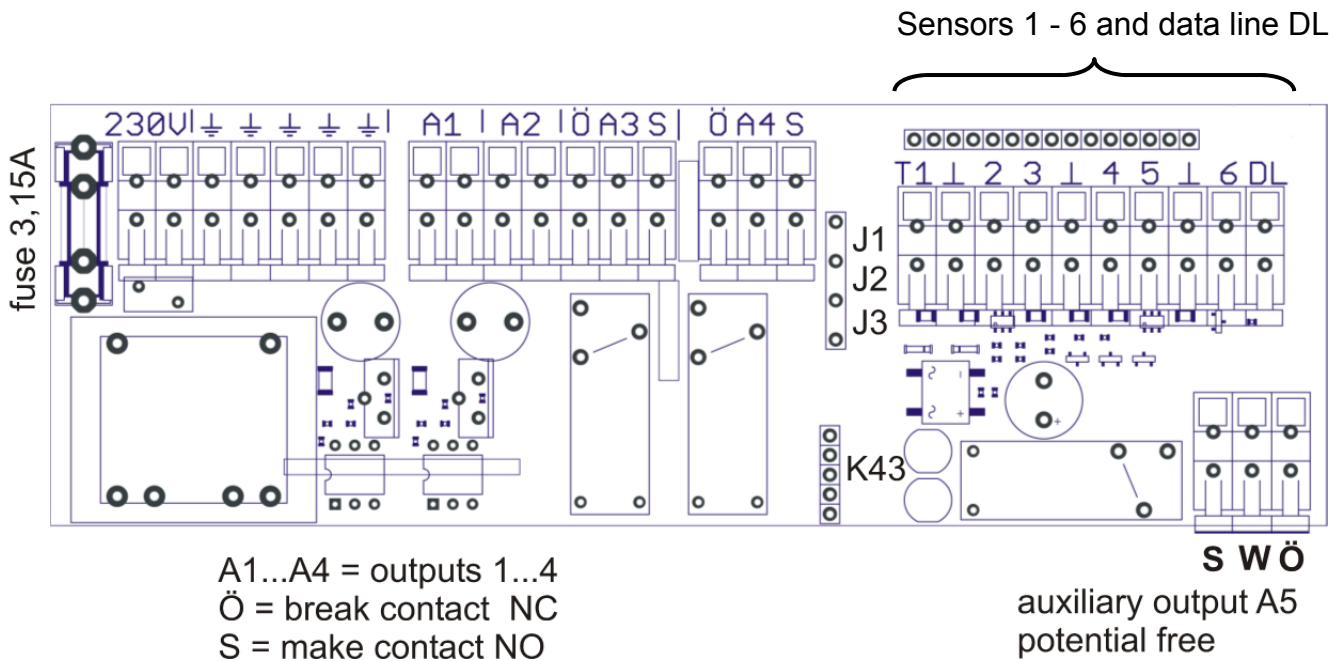 Sensors 1 - 6 and data line DL
230V ⏚ ⏚ ⏚ ⏚ ⏚ A1 A2 Ö A3 S Ö A4 S
T1 ⊥ 2 3 ⊥ 4 5 ⊥ 6 DL
fuse 3,15A
J1
J2
J3
~ -
~ +
+
K43
S W Ö
auxiliary output A5
potential free
A1...A4 = outputs 1...4
Ö = break contact NC
S = make contact NO